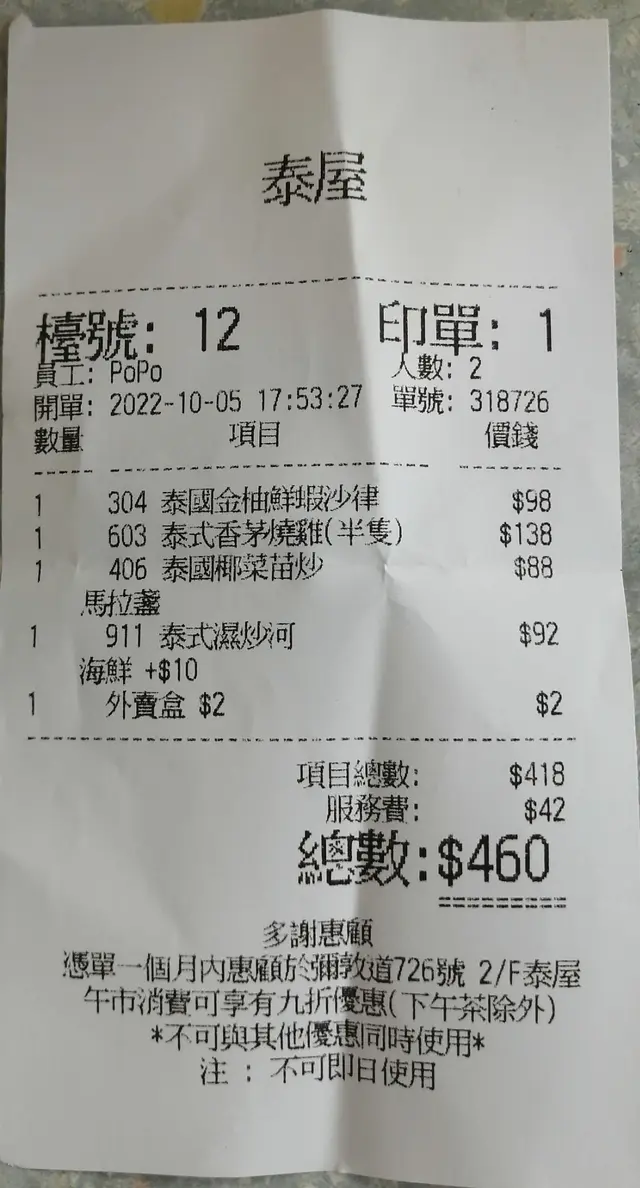 泰屋
檯號: 12 印單: 1
員工: PoPo 人數: 2
開單: 2022-10-05 17:53:27 單號: 318726
數量 項目 價錢
1 304 泰國金柚鮮蝦沙律 $98
1 603 泰式香茅燒雞(半隻) $138
1 406 泰國椰菜苗炒 $88
馬拉盞
1 911 泰式濕炒河 $92
海鮮 +$10
1 外賣盒 $2 $2
項目總數: $418
服務費: $42
總數:$460
多謝惠顧
憑單一個月內惠顧於彌敦道726號 2/F泰屋
午市消費可享有九折優惠(下午茶除外)
*不可與其他優惠同時使用*
注 : 不可即日使用